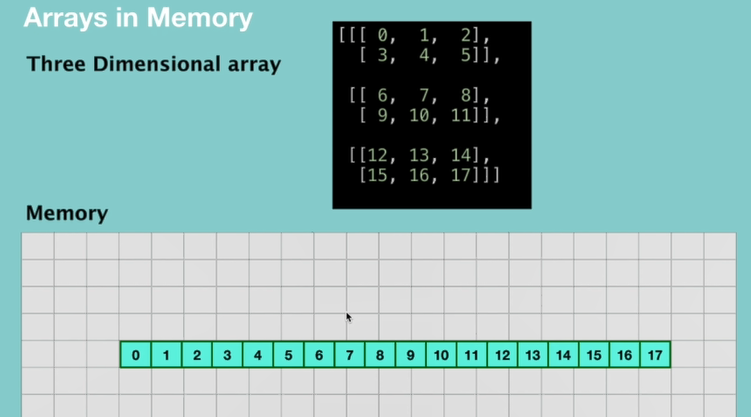 Arrays in Memory
Three Dimensional array
[[[ 0, 1, 2],
[ 3, 4, 5]],
[[ 6, 7, 8],
[ 9, 10, 11]],
[[12, 13, 14],
[15, 16, 17]]]
Memory
0 1 2 3 4 5 6 7 8 9 10 11 12 13 14 15 16 17